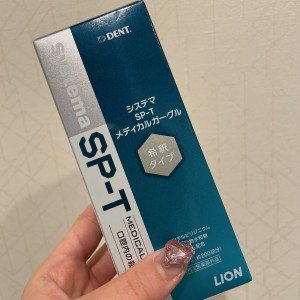 DENT.
システマ
SP-T
メディカルガーグル
希釈
タイプ
LION
Systema
SP-T
MEDICAL
口腔内の殺